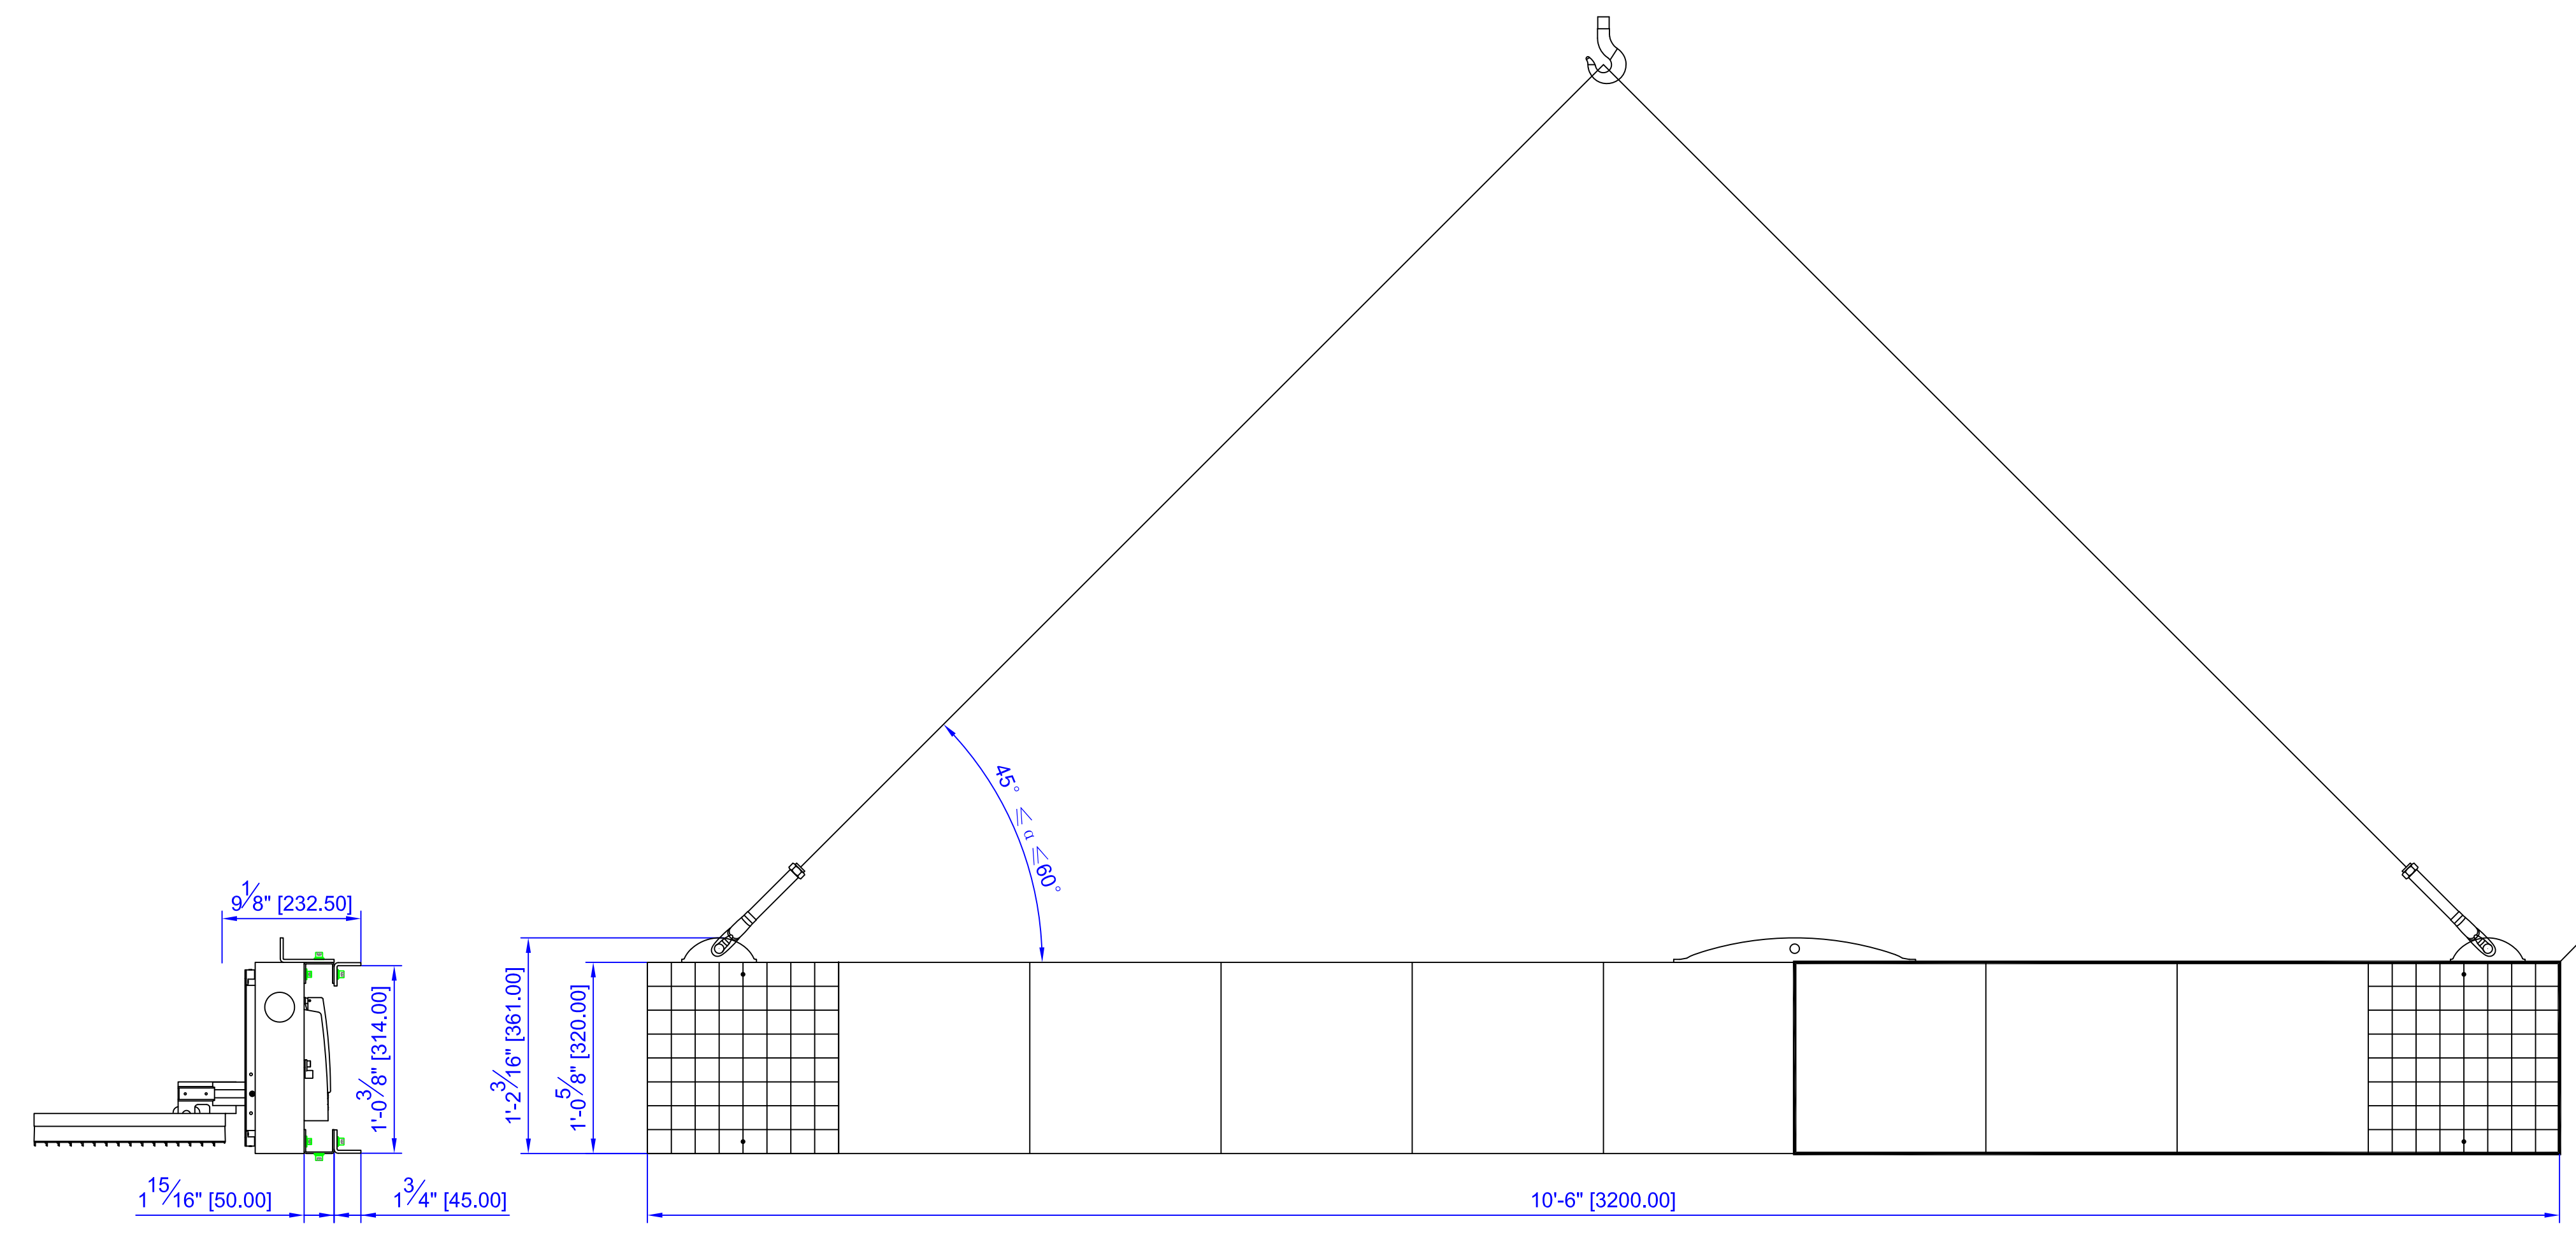 45° ≤ α ≤60°
9 1/8" [232.50]
1'-0 3/8" [314.00]
1'-2 3/16" [361.00]
1'-0 5/8" [320.00]
1 15/16" [50.00]
1 3/4" [45.00]
10'-6" [3200.00]